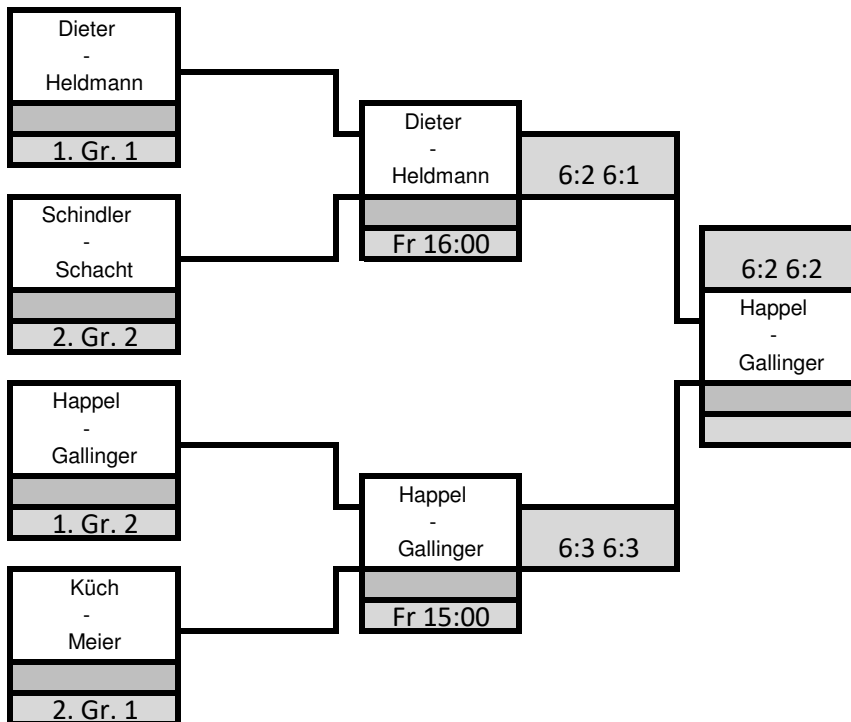 Dieter
-
Heldmann
1. Gr. 1
Schindler
-
Schacht
2. Gr. 2
Happel
-
Gallinger
1. Gr. 2
Küch
-
Meier
2. Gr. 1
Dieter
-
Heldmann
Fr 16:00
6:2 6:1
Happel
-
Gallinger
Fr 15:00
6:3 6:3
6:2 6:2
Happel
-
Gallinger